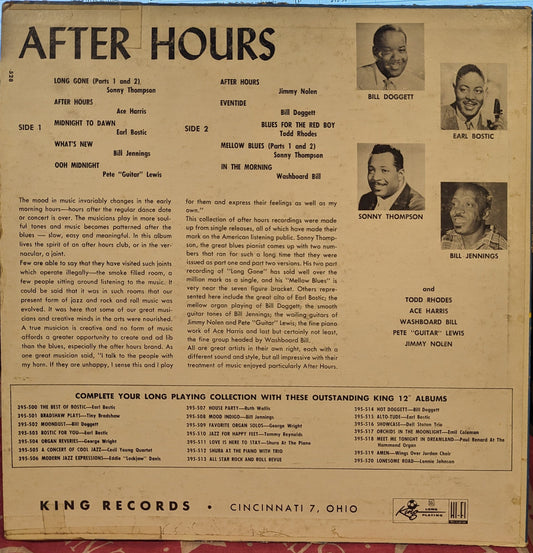 AFTER HOURS
528
SIDE 1
LONG GONE (Parts 1 and 2)
Sonny Thompson
AFTER HOURS
Ace Harris
MIDNIGHT TO DAWN
Earl Bostic
WHAT'S NEW
Bill Jennings
OOH MIDNIGHT
Pete "Guitar" Lewis
SIDE 2
AFTER HOURS
Jimmy Nolen
EVENTIDE
Bill Doggett
BLUES FOR THE RED BOY
Todd Rhodes
MELLOW BLUES (Parts 1 and 2)
Sonny Thompson
IN THE MORNING
Washboard Bill
BILL DOGGETT
EARL BOSTIC
SONNY THOMPSON
BILL JENNINGS
and
TODD RHODES
ACE HARRIS
WASHBOARD BILL
PETE "GUITAR" LEWIS
JIMMY NOLEN
The mood in music invariably changes in the early
morning hours—hours after the regular dance date
or concert is over. The musicians play in more soul-
ful tones and music becomes patterned after the
blues — slow, easy and meaningful. In this album
lives the spirit of an after hours club, or in the ver-
nacular, a joint.
Few are able to say that they have visited such joints
which operate illegally—the smoke filled room, a
few people sitting around listening to the music. It
could be said that it was in such rooms that our
present form of jazz and rock and roll music was
evolved. It was here that some of our great musi-
cians and creative minds in the arts were nourished.
A true musician is creative and no form of music
affords a greater opportunity to create and ad lib
than the blues, especially the after hours brand. As
one great musician said, "I talk to the people with
my horn. If they are unhappy, I sense this and I play
for them and express their feelings as well as my
own."
This collection of after hours recordings were made
up from single releases, all of which have made their
mark on the American listening public. Sonny Thomp-
son, the great blues pianist comes up with two num-
bers that ran for such a long time that they were
issued as part one and part two versions. His two part
recording of "Long Gone" has sold well over the
million mark as a single, and his "Mellow Blues" is
very near the seven figure bracket. Others repre-
sented here include the great alto of Earl Bostic; the
mellow organ playing of Bill Doggett; the smooth
guitar tones of Bill Jennings; the wailing guitars of
Jimmy Nolen and Pete "Guitar" Lewis; the fine piano
work of Ace Harris and last but certainly not least,
the fine group headed by Washboard Bill.
All are great artists in their own right, each with a
different sound and style, but all impressive with their
treatment of music enjoyed particularly after hours.
COMPLETE YOUR LONG PLAYING COLLECTION WITH THESE OUTSTANDING KING 12" ALBUMS
395-500 THE BEST OF BOSTIC—Earl Bostic
395-501 BRADSHAW PLAYS—Tiny Bradshaw
395-502 MOONDUST—Bill Doggett
395-503 BOSTIC FOR YOU—Earl Bostic
395-504 ORGAN REVERIES—George Wright
395-505 A CONCERT OF COOL JAZZ—Cecil Young Quartet
395-506 MODERN JAZZ EXPRESSIONS—Eddie "Lockjaw" Davis
395-507 HOUSE PARTY—Ruth Wallis
395-508 MOOD INDIGO—Bill Jennings
395-509 FAVORITE ORGAN SOLOS—George Wright
395-510 JAZZ FOR HAPPY FEET—Tommy Reynolds
395-511 LOVE IS HERE TO STAY—Shura At The Piano
395-512 SHURA AT THE PIANO WITH TRIO
395-513 ALL STAR ROCK AND ROLL REVUE
395-514 HOT DOGGETT—Bill Doggett
395-515 ALTO-TUDE—Earl Bostic
395-516 SHOWCASE—Dell Staton Trio
395-517 ORCHIDS IN THE MOONLIGHT—Emil Coleman
395-518 MEET ME TONIGHT IN DREAMLAND—Paul Renard At The
Hammond Organ
395-519 AMEN—Wings Over Jordan Choir
395-520 LONESOME ROAD—Lonnie Johnson
KING RECORDS • CINCINNATI 7, OHIO
King
LONG
PLAYING
HI-FI